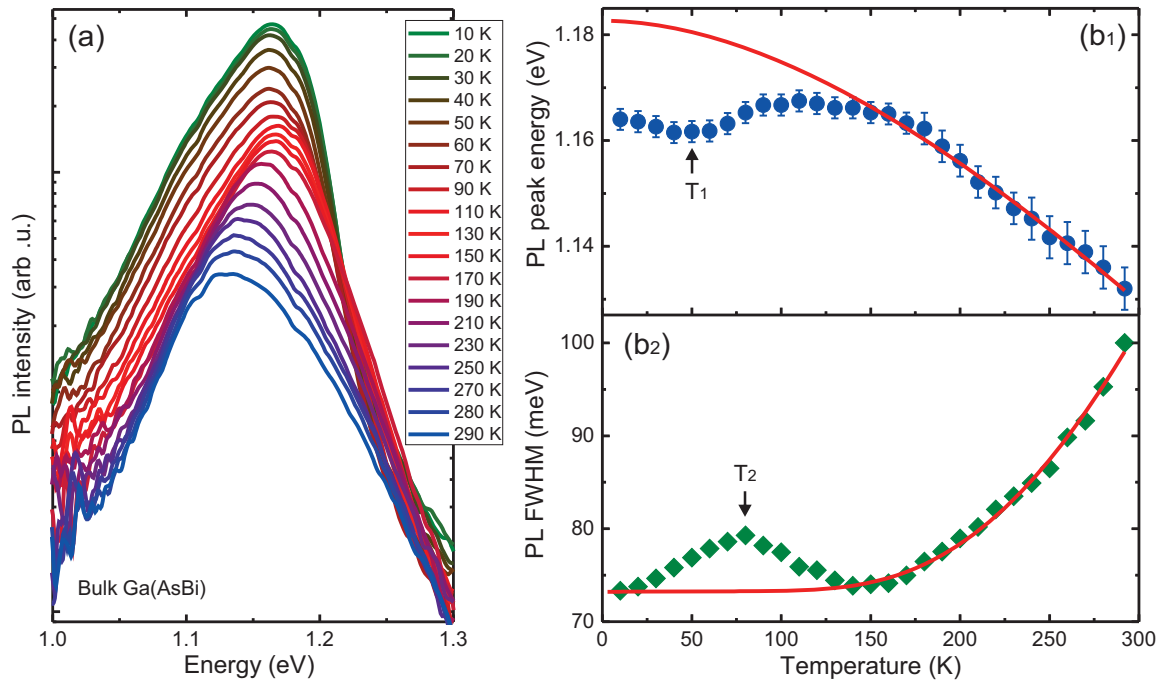 (a)
10 K
20 K
30 K
40 K
50 K
60 K
70 K
90 K
110 K
130 K
150 K
170 K
190 K
210 K
230 K
250 K
270 K
280 K
290 K
PL intensity (arb .u.)
Bulk Ga(AsBi)
1.0 1.1 1.2 1.3
Energy (eV)
(b1)
1.18
1.16
1.14
PL peak energy (eV)
T1
(b2)
100
90
80
70
PL FWHM (meV)
T2
0 50 100 150 200 250 300
Temperature (K)